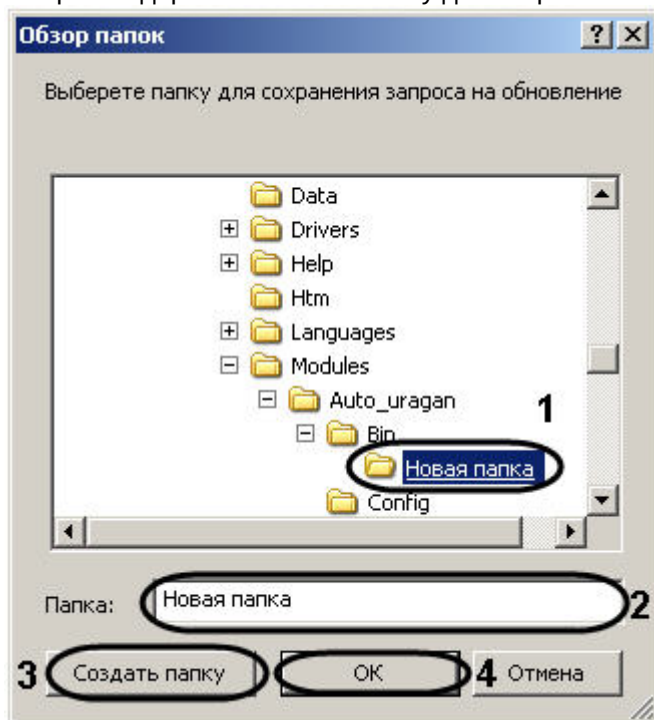 Обзор папок
Выберете папку для сохранения запроса на обновление
Data
Drivers
Help
Htm
Languages
Modules
Auto_uragan
1
Bin
Новая папка
Config
Папка: Новая папка 2
3 Создать папку ОК 4 Отмена